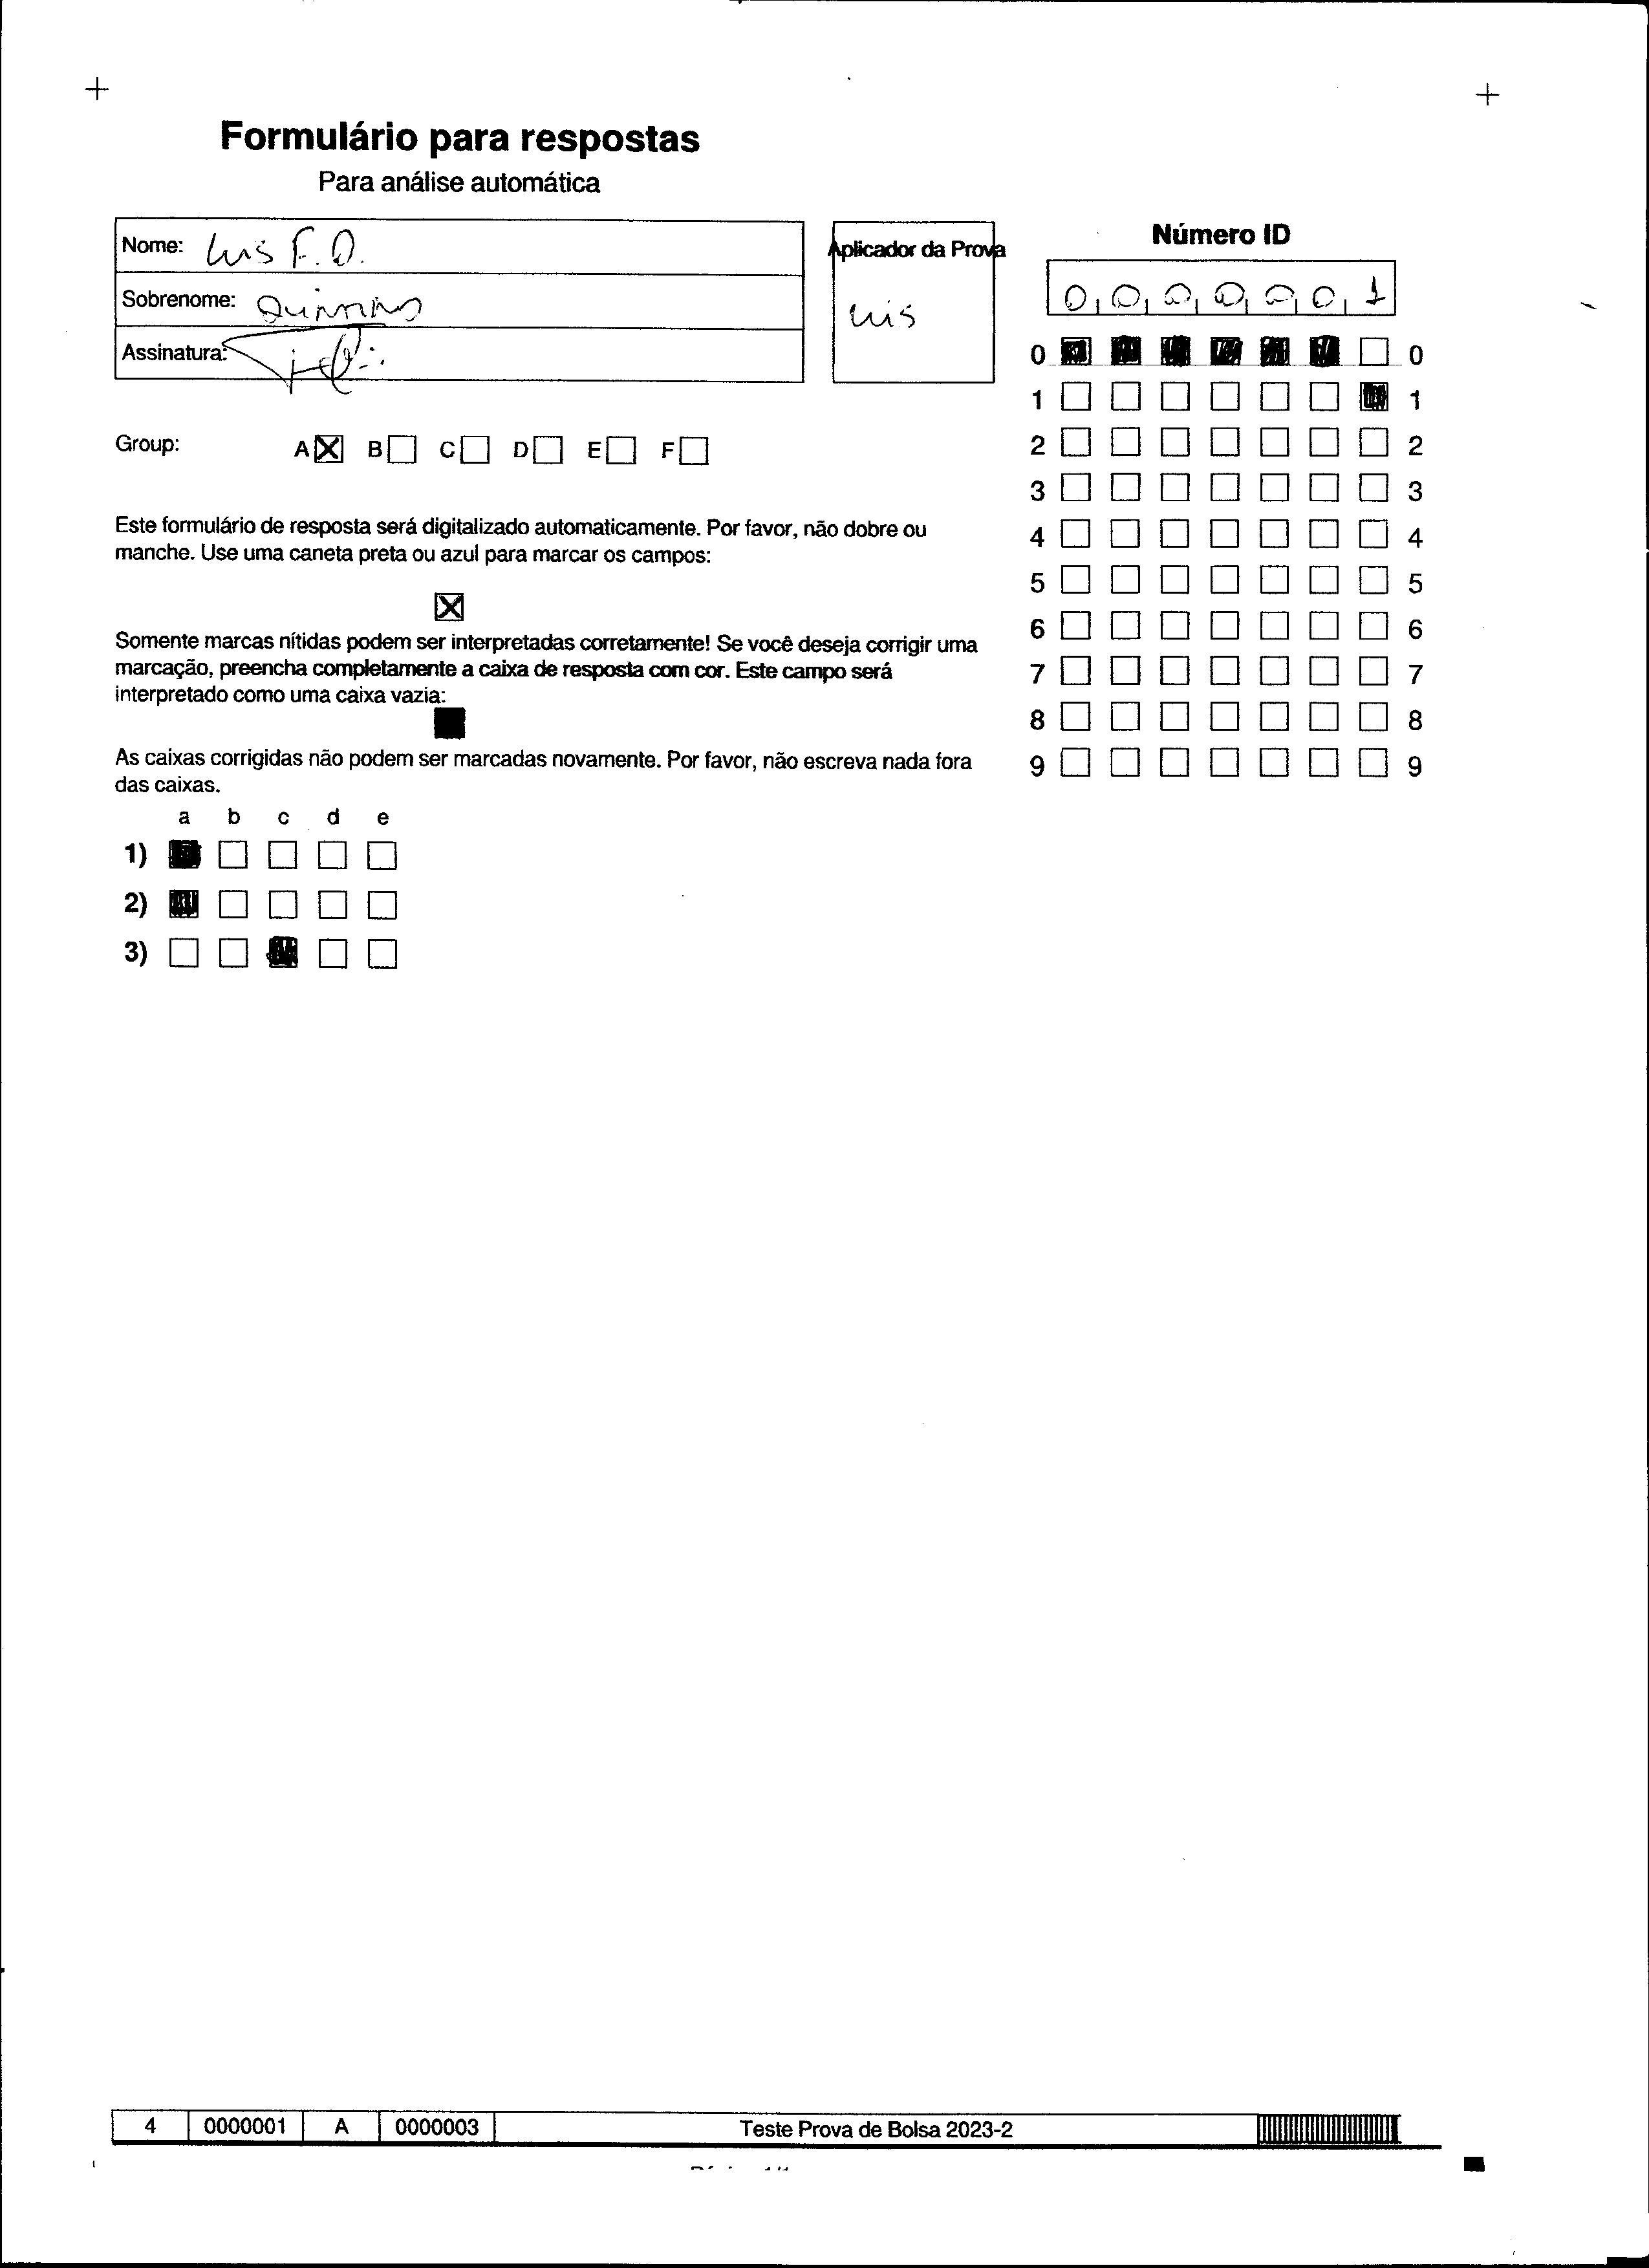 Formulário para respostas
Para análise automática
Nome: Luis F. Q.
Sobrenome:
Assinatura:
Aplicador da Prova
Luis
Número ID
0 0 0 0 0 0 1
0 0
1 1
2 2
3 3
4 4
5 5
6 6
7 7
8 8
9 9
Group: A B C D E F
Este formulário de resposta será digitalizado automaticamente. Por favor, não dobre ou
manche. Use uma caneta preta ou azul para marcar os campos:
Somente marcas nítidas podem ser interpretadas corretamente! Se você deseja corrigir uma
marcação, preencha completamente a caixa de resposta com cor. Este campo será
interpretado como uma caixa vazia:
As caixas corrigidas não podem ser marcadas novamente. Por favor, não escreva nada fora
das caixas.
a b c d e
1)
2)
3)
4 0000001 A 0000003 Teste Prova de Bolsa 2023-2